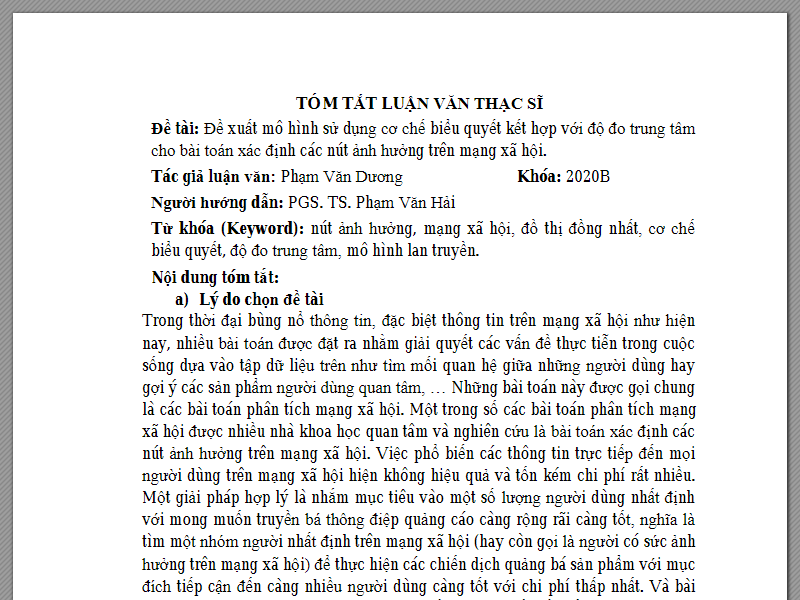 TÓM TẮT LUẬN VĂN THẠC SĨ
Đề tài: Đề xuất mô hình sử dụng cơ chế biểu quyết kết hợp với độ đo trung tâm
cho bài toán xác định các nút ảnh hưởng trên mạng xã hội.
Tác giả luận văn: Phạm Văn Dương Khóa: 2020B
Người hướng dẫn: PGS. TS. Phạm Văn Hải
Từ khóa (Keyword): nút ảnh hưởng, mạng xã hội, đồ thị đồng nhất, cơ chế
biểu quyết, độ đo trung tâm, mô hình lan truyền.
Nội dung tóm tắt:
a) Lý do chọn đề tài
Trong thời đại bùng nổ thông tin, đặc biệt thông tin trên mạng xã hội như hiện
nay, nhiều bài toán được đặt ra nhằm giải quyết các vấn đề thực tiễn trong cuộc
sống dựa vào tập dữ liệu trên như tìm mối quan hệ giữa những người dùng hay
gợi ý các sản phẩm người dùng quan tâm, … Những bài toán này được gọi chung
là các bài toán phân tích mạng xã hội. Một trong số các bài toán phân tích mạng
xã hội được nhiều nhà khoa học quan tâm và nghiên cứu là bài toán xác định các
nút ảnh hưởng trên mạng xã hội. Việc phổ biến các thông tin trực tiếp đến mọi
người dùng trên mạng xã hội hiện không hiệu quả và tốn kém chi phí rất nhiều.
Một giải pháp hợp lý là nhắm mục tiêu vào một số lượng người dùng nhất định
với mong muốn truyền bá thông điệp quảng cáo càng rộng rãi càng tốt, nghĩa là
tìm một nhóm người nhất định trên mạng xã hội (hay còn gọi là người có sức ảnh
hưởng trên mạng xã hội) để thực hiện các chiến dịch quảng bá sản phẩm với mục
đích tiếp cận đến càng nhiều người dùng càng tốt với chi phí thấp nhất. Và bài